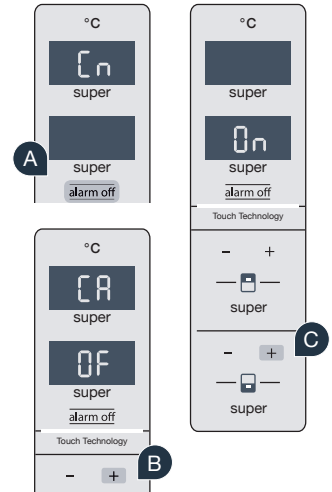 °C
Cn
super
A
super
alarm off
°C
CA
super
OF
super
alarm off
Touch Technology
B
- +
°C
super
On
super
alarm off
Touch Technology
- +
super
C
- +
super